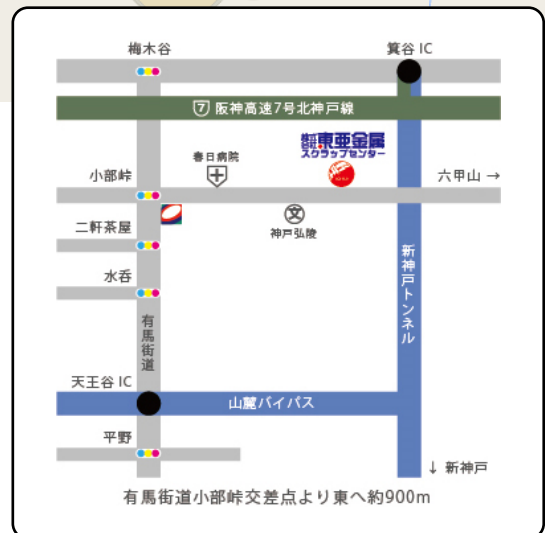 梅木谷
箕谷 IC
7 阪神高速7号北神戸線
株式会社 東亜金属
スクラップセンター
春日病院
小部峠
六甲山 →
文
神戸弘陵
二軒茶屋
水呑
有馬街道
新神戸トンネル
天王谷 IC
山麓バイパス
平野
↓ 新神戸
有馬街道小部峠交差点より東へ約900m